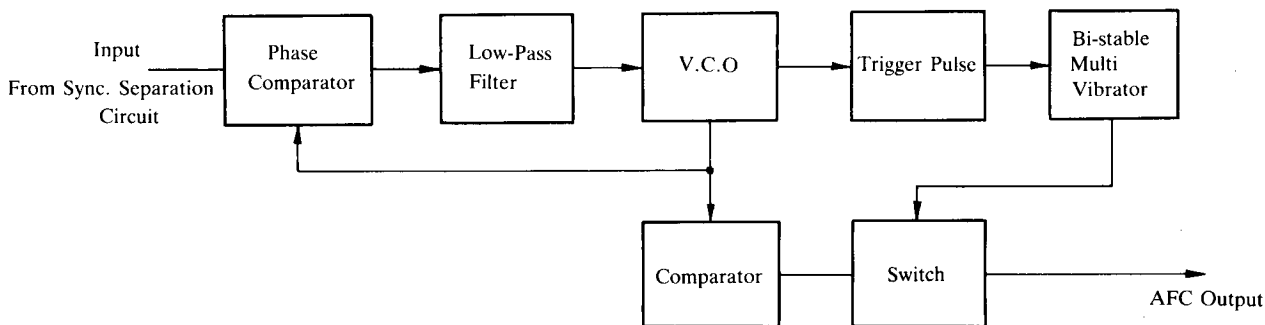 Input
From Sync. Separation
Circuit
Phase
Comparator
Low-Pass
Filter
V.C.O
Trigger Pulse
Bi-stable
Multi
Vibrator
Comparator
Switch
AFC Output